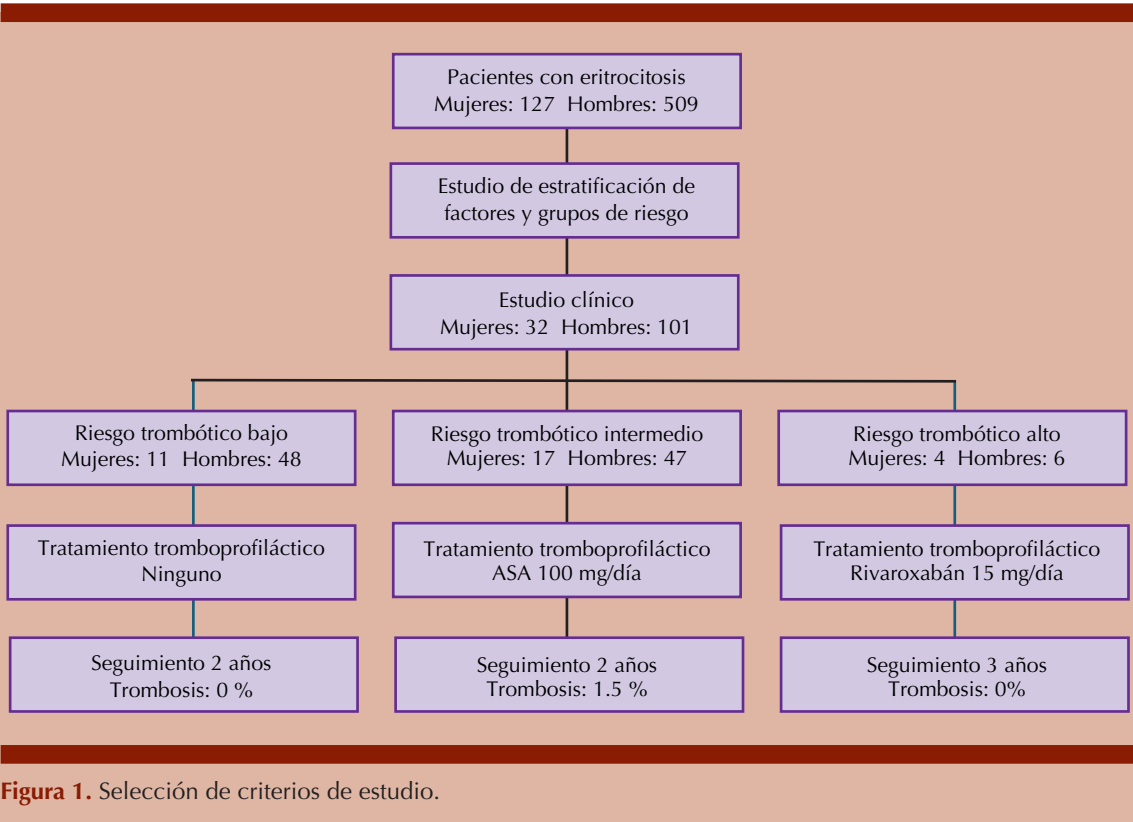 Pacientes con eritrocitosis
Mujeres: 127 Hombres: 509
Estudio de estratificación de
factores y grupos de riesgo
Estudio clínico
Mujeres: 32 Hombres: 101
Riesgo trombótico bajo
Mujeres: 11 Hombres: 48
Riesgo trombótico intermedio
Mujeres: 17 Hombres: 47
Riesgo trombótico alto
Mujeres: 4 Hombres: 6
Tratamiento tromboprofiláctico
Ninguno
Tratamiento tromboprofiláctico
ASA 100 mg/día
Tratamiento tromboprofiláctico
Rivaroxabán 15 mg/día
Seguimiento 2 años
Trombosis: 0 %
Seguimiento 2 años
Trombosis: 1.5 %
Seguimiento 3 años
Trombosis: 0%
Figura 1. Selección de criterios de estudio.